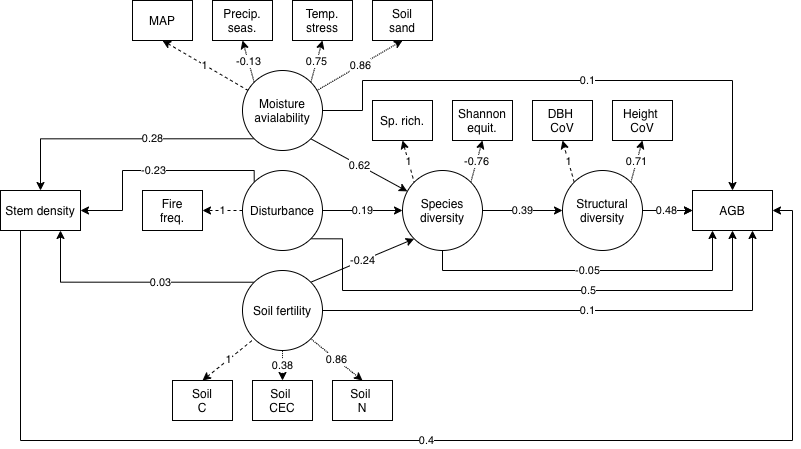 MAP
Precip.
seas.
Temp.
stress
Soil
sand
1
-0.13
0.75
0.86
Moisture
avialability
0.1
Sp. rich.
Shannon
equit.
DBH
CoV
Height
CoV
0.28
0.62
1
-0.76
1
0.71
-0.23
Stem density
Fire
freq.
-1
Disturbance
0.19
Species
diversity
0.39
Structural
diversity
0.48
AGB
-0.24
-0.05
0.03
0.5
Soil fertility
0.1
1
0.38
0.86
Soil
C
Soil
CEC
Soil
N
0.4